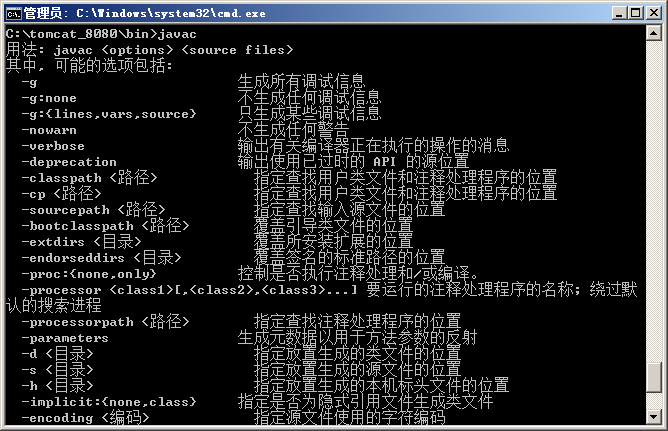 管理员: C:\Windows\system32\cmd.exe
C:\tomcat_8080\bin>javac
用法: javac <options> <source files>
其中, 可能的选项包括:
-g 生成所有调试信息
-g:none 不生成任何调试信息
-g:{lines,vars,source} 只生成某些调试信息
-nowarn 不生成任何警告
-verbose 输出有关编译器正在执行的操作的消息
-deprecation 输出使用已过时的 API 的源位置
-classpath <路径> 指定查找用户类文件和注释处理程序的位置
-cp <路径> 指定查找用户类文件和注释处理程序的位置
-sourcepath <路径> 指定查找输入源文件的位置
-bootclasspath <路径> 覆盖引导类文件的位置
-extdirs <目录> 覆盖所安装扩展的位置
-endorseddirs <目录> 覆盖签名的标准路径的位置
-proc:{none,only} 控制是否执行注释处理和/或编译。
-processor <class1>[,<class2>,<class3>...] 要运行的注释处理程序的名称; 绕过默
认的搜索进程
-processorpath <路径> 指定查找注释处理程序的位置
-parameters 生成元数据以用于方法参数的反射
-d <目录> 指定放置生成的类文件的位置
-s <目录> 指定放置生成的源文件的位置
-h <目录> 指定放置生成的本机标头文件的位置
-implicit:{none,class} 指定是否为隐式引用文件生成类文件
-encoding <编码> 指定源文件使用的字符编码